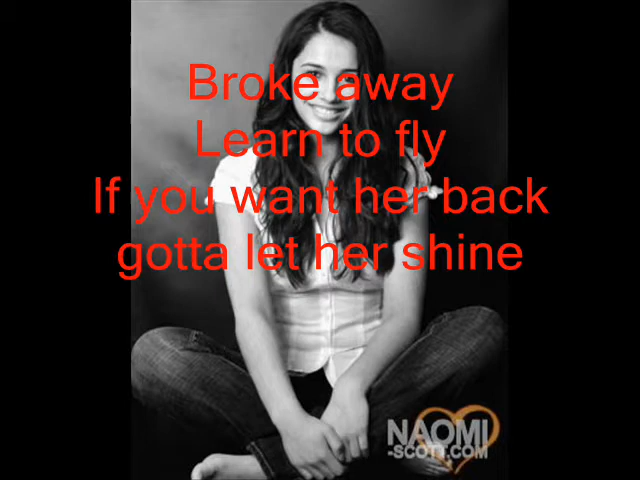 Broke away
Learn to fly
If you want her back
gotta let her shine
NAOMI
-SCOTT.COM